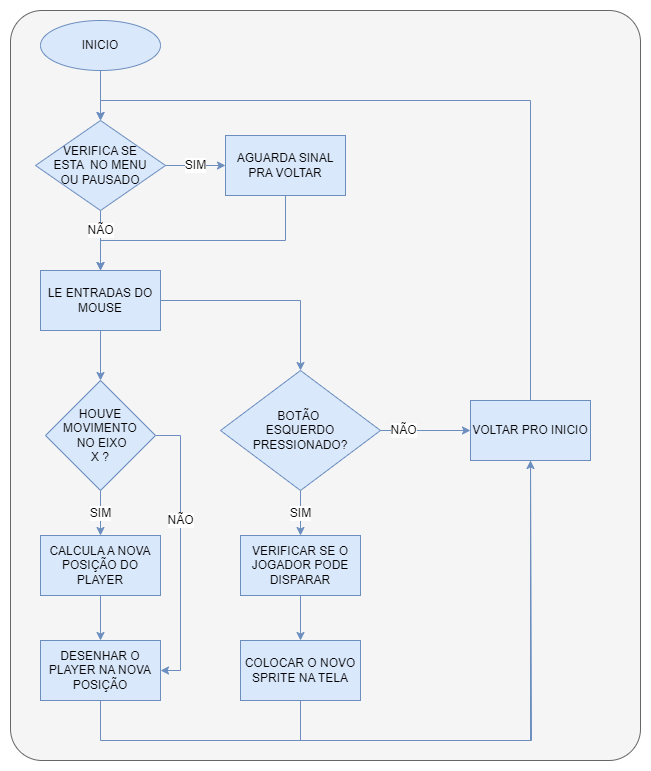 INICIO
VERIFICA SE
ESTA NO MENU
OU PAUSADO
SIM
AGUARDA SINAL
PRA VOLTAR
NÃO
LE ENTRADAS DO
MOUSE
HOUVE
MOVIMENTO
NO EIXO
X ?
BOTÃO
ESQUERDO
PRESSIONADO?
NÃO
VOLTAR PRO INICIO
SIM
NÃO
SIM
CALCULA A NOVA
POSIÇÃO DO
PLAYER
VERIFICAR SE O
JOGADOR PODE
DISPARAR
DESENHAR O
PLAYER NA NOVA
POSIÇÃO
COLOCAR O NOVO
SPRITE NA TELA